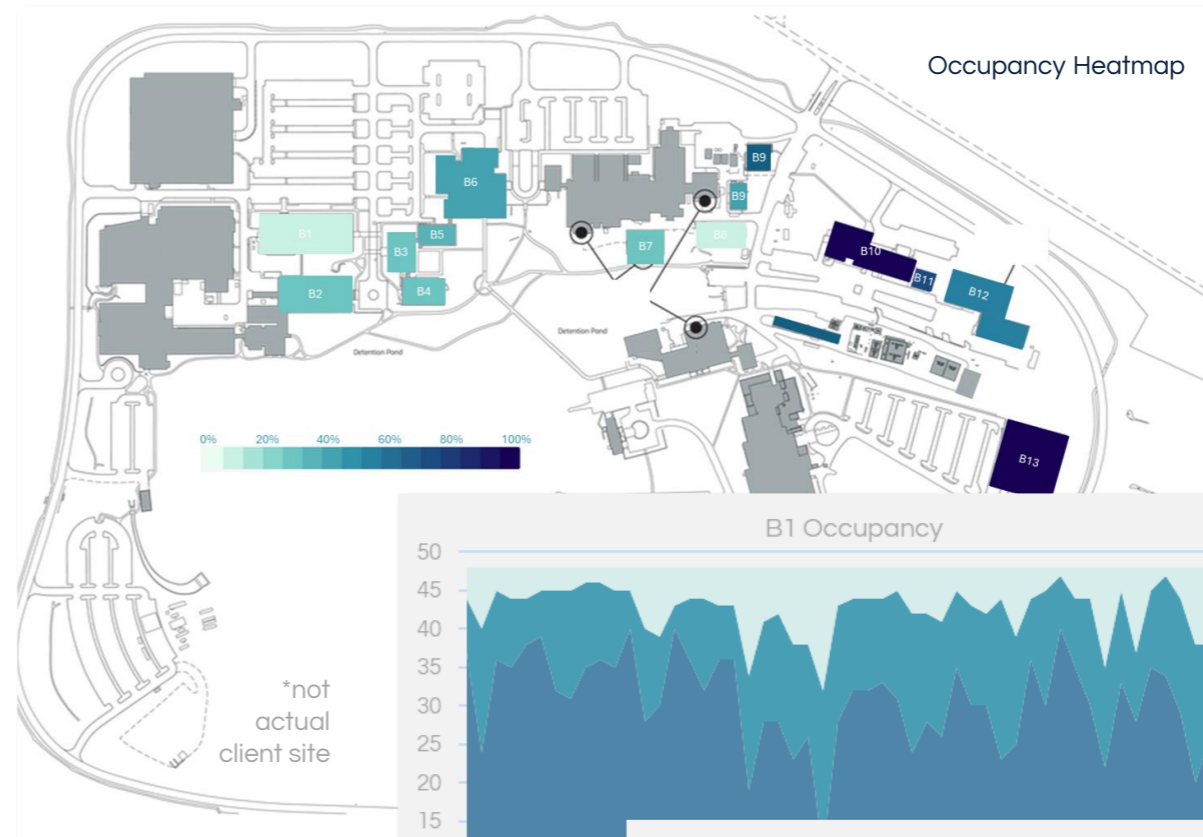 Occupancy Heatmap
B9
B6
B9
B1
B5
B8
B3
B7
B10
B11
B2
B4
B12
Detention Pond
Detention Pond
0% 20% 40% 60% 80% 100%
B13
B1 Occupancy
50
45
40
35
30
25
20
15
*not
actual
client site